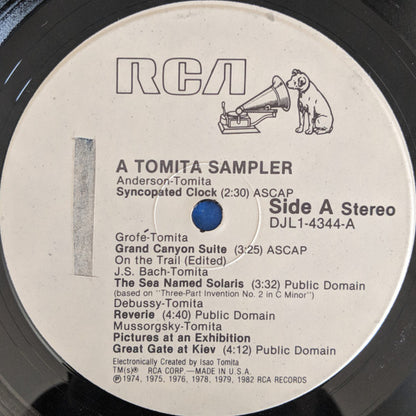 RCA
A TOMITA SAMPLER
Anderson-Tomita
Syncopated Clock (2:30) ASCAP
Side A Stereo
DJL1-4344-A
Grofé-Tomita
Grand Canyon Suite (3:25) ASCAP
On the Trail (Edited)
J.S. Bach-Tomita
The Sea Named Solaris (3:32) Public Domain
(based on "Three-Part Invention No. 2 in C Minor")
Debussy-Tomita
Reverie (4:40) Public Domain
Mussorgsky-Tomita
Pictures at an Exhibition
Great Gate at Kiev (4:12) Public Domain
Electronically Created by Isao Tomita
TM(s)® RCA CORP.—MADE IN U.S.A.
℗ 1974, 1975, 1976, 1978, 1979, 1982 RCA RECORDS